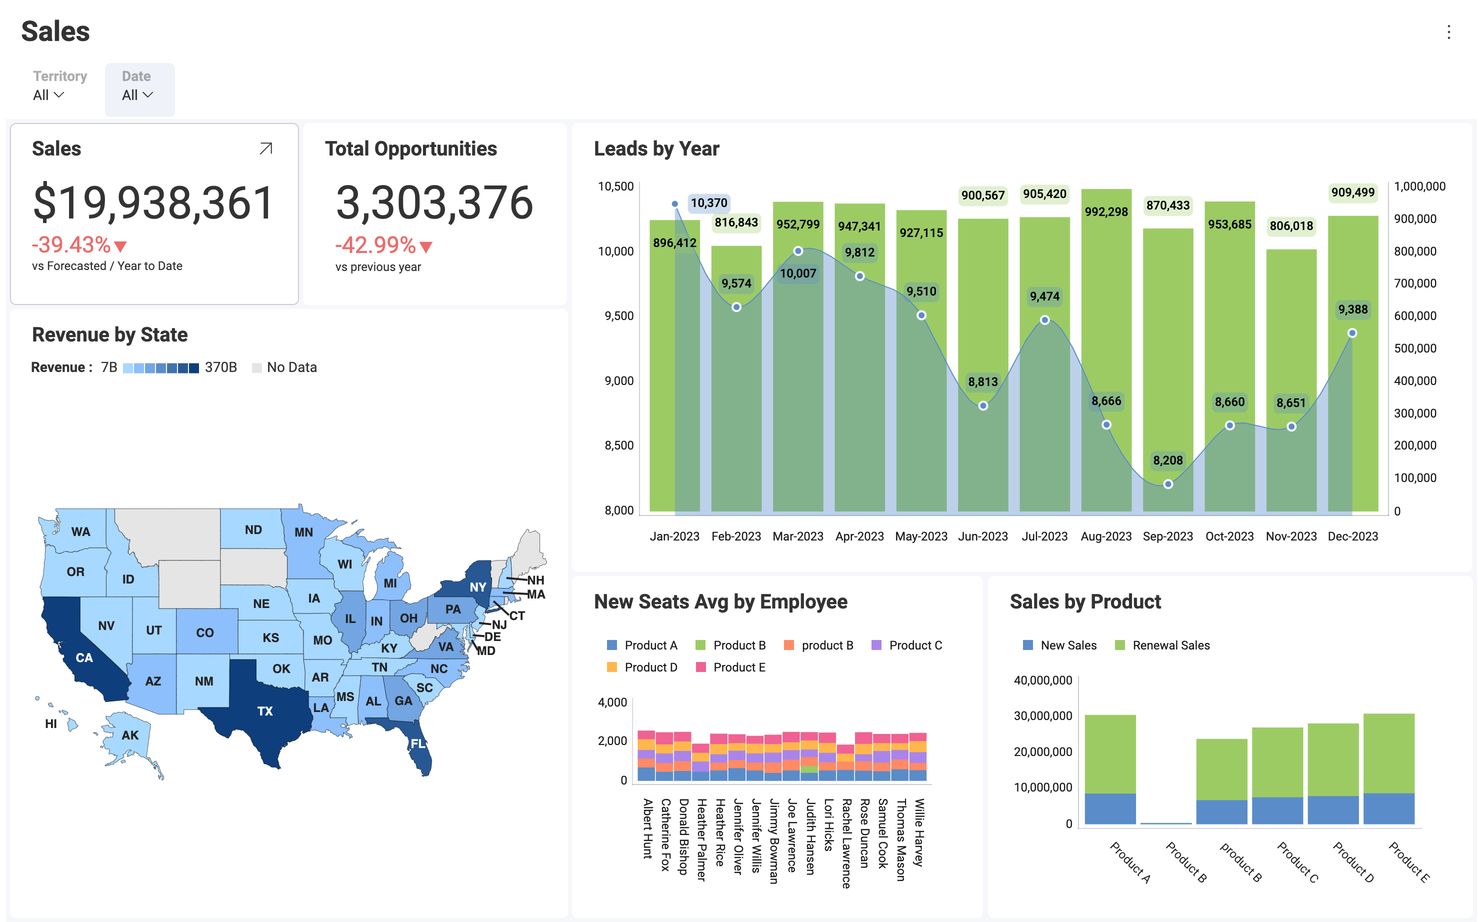 Sales
Territory
All
Date
All
Sales
$19,938,361
-39.43%
vs Forecasted / Year to Date
Total Opportunities
3,303,376
-42.99%
vs previous year
Revenue by State
Revenue : 7B 370B No Data
WA
ND
MN
OR
ID
WI
MI
NY
NH
MA
CT
NJ
DE
MD
NV
UT
CO
NE
IA
IL
IN
OH
PA
CA
KS
MO
KY
VA
AZ
NM
OK
AR
TN
NC
SC
TX
LA
MS
AL
GA
FL
HI
AK
Leads by Year
10,500
10,000
9,500
9,000
8,500
8,000
1,000,000
900,000
800,000
700,000
600,000
500,000
400,000
300,000
200,000
100,000
0
896,412
816,843
952,799
947,341
927,115
900,567
905,420
992,298
870,433
953,685
806,018
909,499
10,370
9,574
10,007
9,812
9,510
8,813
9,474
8,666
8,208
8,660
8,651
9,388
Jan-2023 Feb-2023 Mar-2023 Apr-2023 May-2023 Jun-2023 Jul-2023 Aug-2023 Sep-2023 Oct-2023 Nov-2023 Dec-2023
New Seats Avg by Employee
Product A Product B product B Product C
Product D Product E
4,000
2,000
0
Albert Hunt
Catherine Fox
Donald Bishop
Heather Palmer
Heather Rice
Jennifer Oliver
Jennifer Willis
Jimmy Bowman
Joe Lawrence
Judith Hansen
Lori Hicks
Rachel Lawrence
Rose Duncan
Samuel Cook
Thomas Mason
Willie Harvey
Sales by Product
New Sales Renewal Sales
40,000,000
30,000,000
20,000,000
10,000,000
0
Product A
Product B
product B
Product C
Product D
Product E